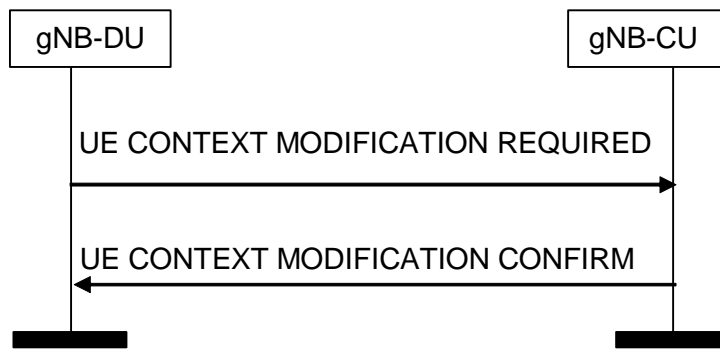 gNB-DU
gNB-CU
UE CONTEXT MODIFICATION REQUIRED
UE CONTEXT MODIFICATION CONFIRM